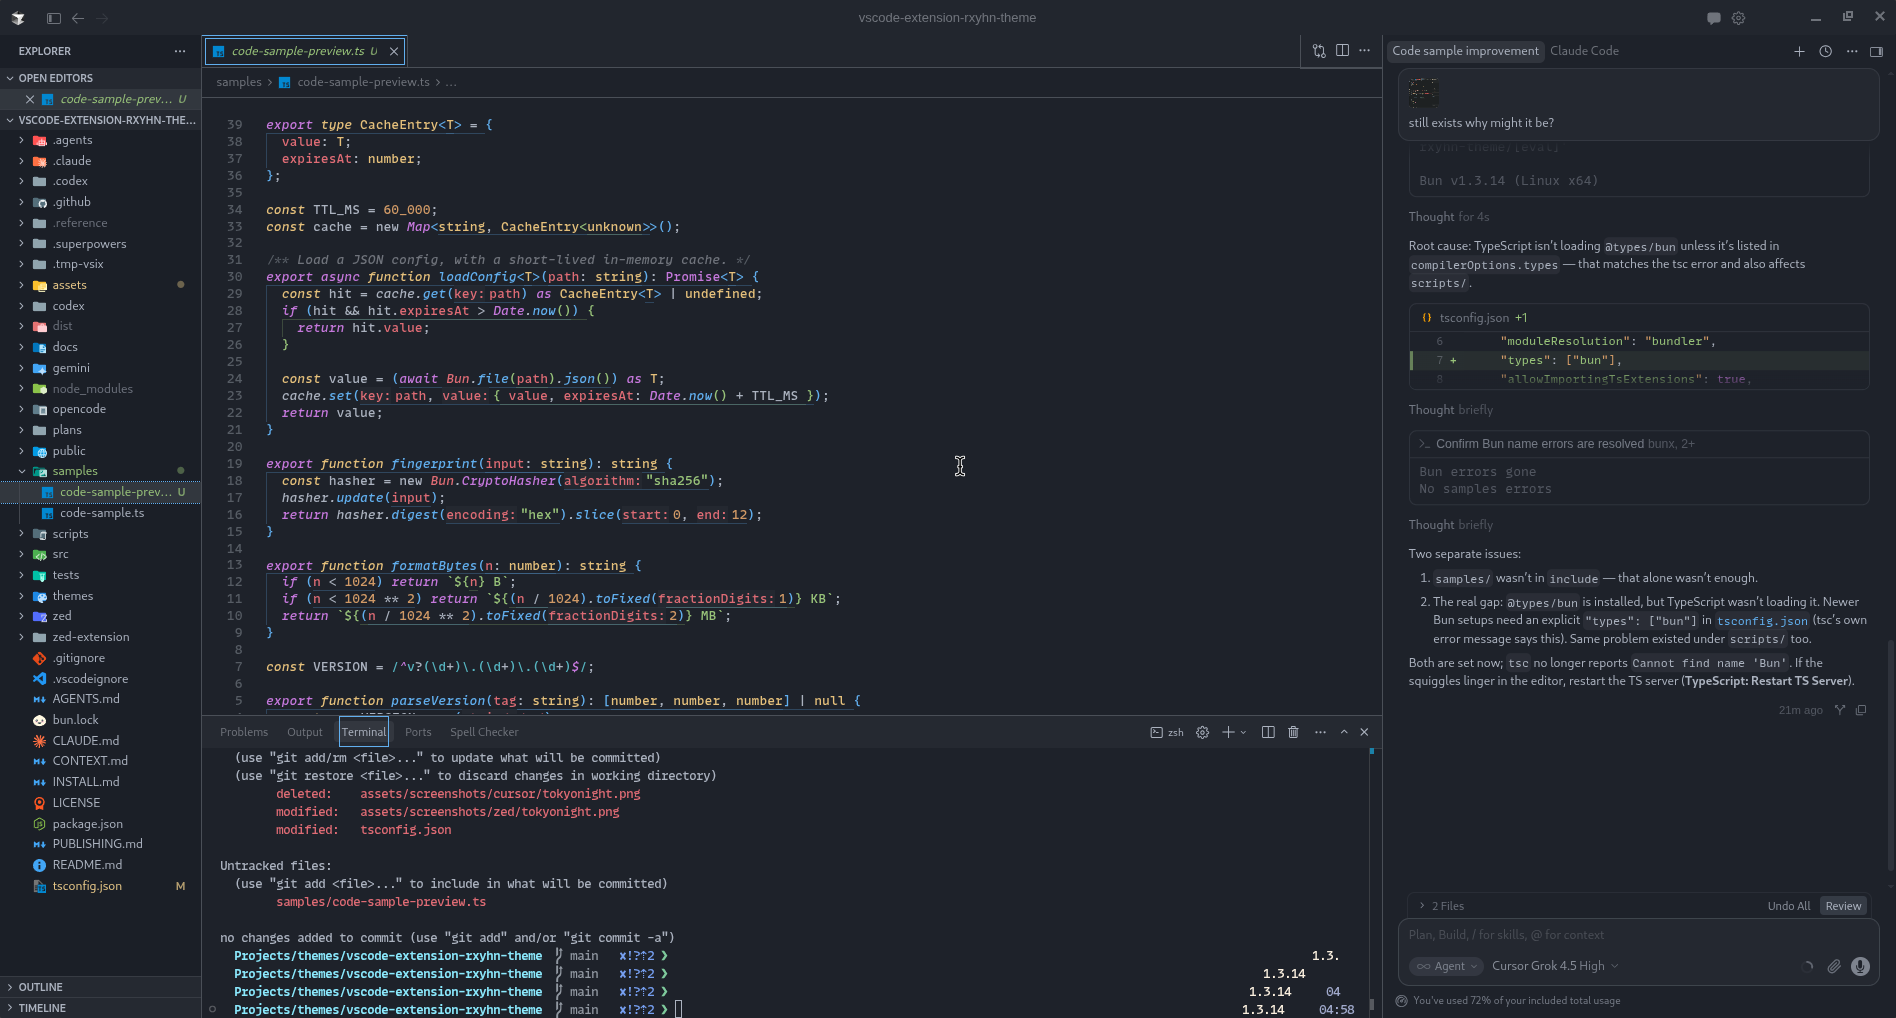 vscode-extension-rxyhn-theme
EXPLORER
OPEN EDITORS
code-sample-prev... U
VSCODE-EXTENSION-RXYHN-THE...
.agents
.claude
.codex
.github
.reference
.superpowers
.tmp-vsix
assets
codex
dist
docs
gemini
node_modules
opencode
plans
public
samples
code-sample-prev... U
code-sample.ts
scripts
src
tests
themes
zed
zed-extension
.gitignore
.vscodeignore
AGENTS.md
bun.lock
CLAUDE.md
CONTEXT.md
INSTALL.md
LICENSE
package.json
PUBLISHING.md
README.md
tsconfig.json M
OUTLINE
TIMELINE
code-sample-preview.ts U
samples > code-sample-preview.ts > ...
39 export type CacheEntry<T> = {
38 value: T;
37 expiresAt: number;
36 };
35
34 const TTL_MS = 60_000;
33 const cache = new Map<string, CacheEntry<unknown>>();
32
31 /** Load a JSON config, with a short-lived in-memory cache. */
30 export async function loadConfig<T>(path: string): Promise<T> {
29 const hit = cache.get(key: path) as CacheEntry<T> | undefined;
28 if (hit && hit.expiresAt > Date.now()) {
27 return hit.value;
26 }
25
24 const value = (await Bun.file(path).json()) as T;
23 cache.set(key: path, value: { value, expiresAt: Date.now() + TTL_MS });
22 return value;
21 }
20
19 export function fingerprint(input: string): string {
18 const hasher = new Bun.CryptoHasher(algorithm: "sha256");
17 hasher.update(input);
16 return hasher.digest(encoding: "hex").slice(start: 0, end: 12);
15 }
14
13 export function formatBytes(n: number): string {
12 if (n < 1024) return `${n} B`;
11 if (n < 1024 ** 2) return `${(n / 1024).toFixed(fractionDigits: 1)} KB`;
10 return `${(n / 1024 ** 2).toFixed(fractionDigits: 2)} MB`;
9 }
8
7 const VERSION = /^v?(\d+)\.(\d+)\.(\d+)$/;
6
5 export function parseVersion(tag: string): [number, number, number] | null {
Problems Output Terminal Ports Spell Checker
zsh
(use "git add/rm <file>..." to update what will be committed)
(use "git restore <file>..." to discard changes in working directory)
deleted: assets/screenshots/cursor/tokyonight.png
modified: assets/screenshots/zed/tokyonight.png
modified: tsconfig.json
Untracked files:
(use "git add <file>..." to include in what will be committed)
samples/code-sample-preview.ts
no changes added to commit (use "git add" and/or "git commit -a")
Projects/themes/vscode-extension-rxyhn-theme main x!?⇡2 ❯ 1.3.
Projects/themes/vscode-extension-rxyhn-theme main x!?⇡2 ❯ 1.3.14
Projects/themes/vscode-extension-rxyhn-theme main x!?⇡2 ❯ 1.3.14 04
Projects/themes/vscode-extension-rxyhn-theme main x!?⇡2 ❯ 1.3.14 04:58
Code sample improvement Claude Code
still exists why might it be?
rxyhn-theme/[eval]
Bun v1.3.14 (Linux x64)
Thought for 4s
Root cause: TypeScript isn't loading @types/bun unless it's listed in
compilerOptions.types — that matches the tsc error and also affects
scripts/.
{} tsconfig.json +1
6 "moduleResolution": "bundler",
7 + "types": ["bun"],
8 "allowImportingTsExtensions": true,
Thought briefly
Confirm Bun name errors are resolved bunx, 2+
Bun errors gone
No samples errors
Thought briefly
Two separate issues:
1. samples/ wasn't in include — that alone wasn't enough.
2. The real gap: @types/bun is installed, but TypeScript wasn't loading it. Newer
Bun setups need an explicit "types": ["bun"] in tsconfig.json (tsc's own
error message says this). Same problem existed under scripts/ too.
Both are set now; tsc no longer reports Cannot find name 'Bun'. If the
squiggles linger in the editor, restart the TS server (TypeScript: Restart TS Server).
21m ago
2 Files Undo All Review
Plan, Build, / for skills, @ for context
Agent Cursor Grok 4.5 High
You've used 72% of your included total usage